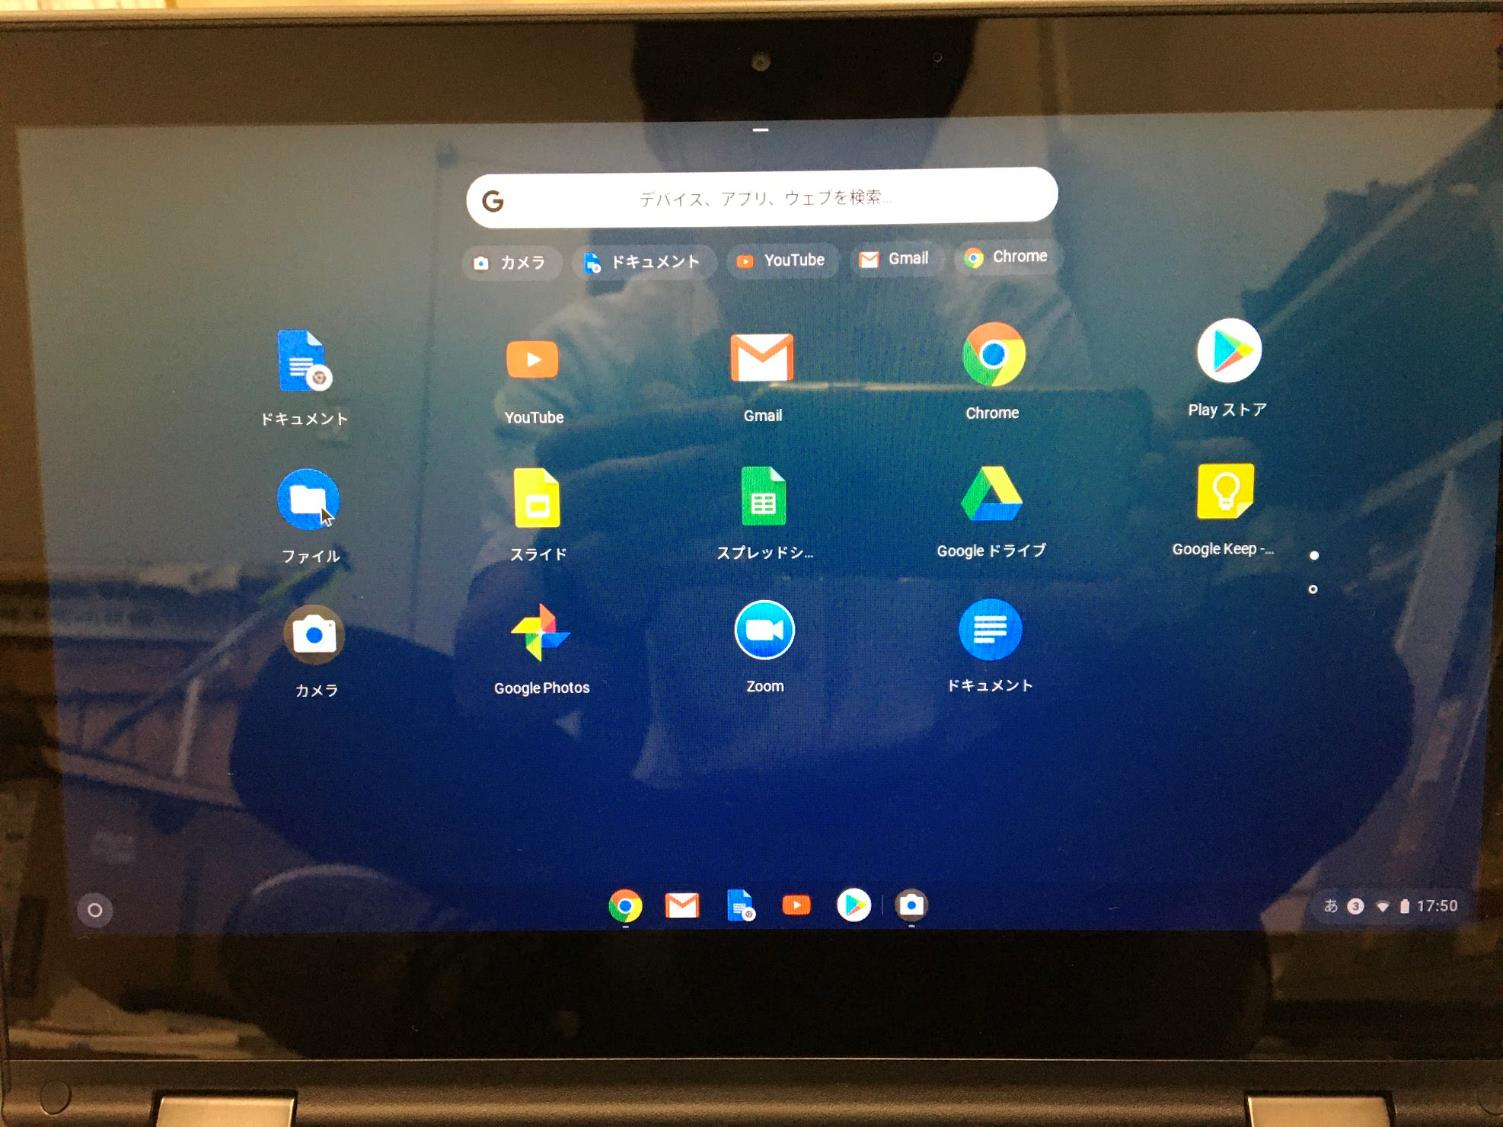 G デバイス、アプリ、ウェブを検索...
カメラ ドキュメント YouTube Gmail Chrome
ドキュメント YouTube Gmail Chrome Play ストア
ファイル スライド スプレッドシ... Google ドライブ Google Keep -...
カメラ Google Photos Zoom ドキュメント
あ 3 17:50